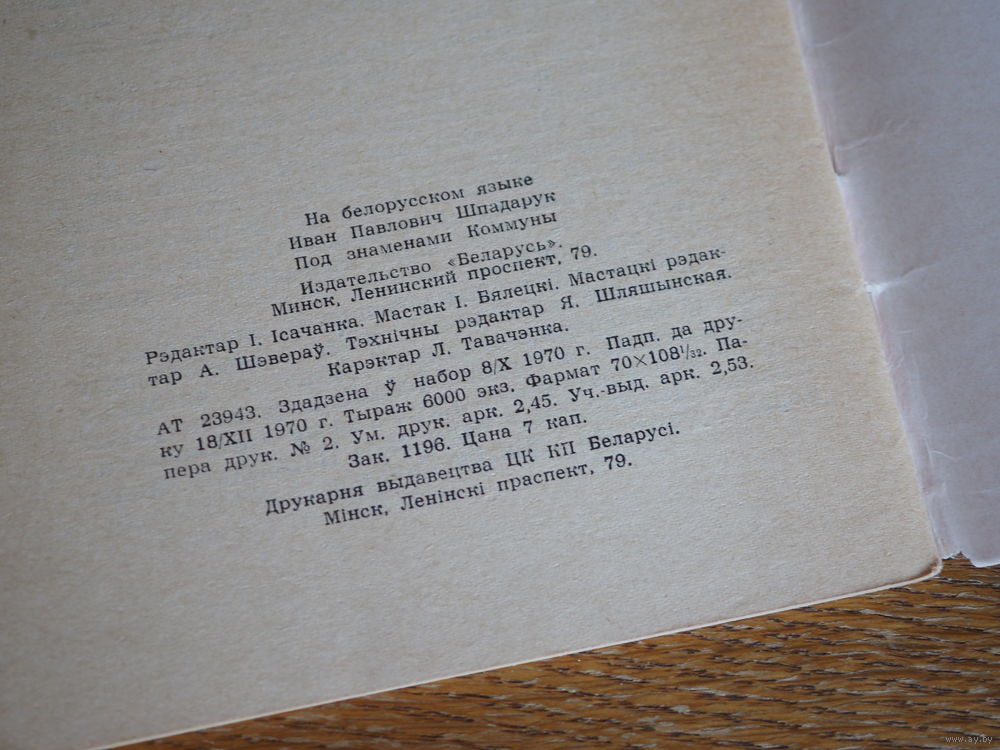 На белорусском языке
Иван Павлович Шпадарук
Под знаменами Коммуны
Издательство «Беларусь».
Минск, Ленинский проспект, 79.
Рэдактар І. Ісачанка. Мастак І. Бялецкі. Мастацкі рэдак-
тар А. Шэвераў. Тэхнічны рэдактар Я. Шляшынская.
Карэктар Л. Тавачэнка.
АТ 23943. Здадзена ў набор 8/X 1970 г. Падп. да дру-
ку 18/XII 1970 г. Тыраж 6000 экз. Фармат 70×108¹/₃₂. Па-
пера друк. № 2. Ум. друк. арк. 2,45. Уч.-выд. арк. 2,53.
Зак. 1196. Цана 7 кап.
Друкарня выдавецтва ЦК КП Беларусі.
Мінск, Ленінскі праспект, 79.
www.ay.by